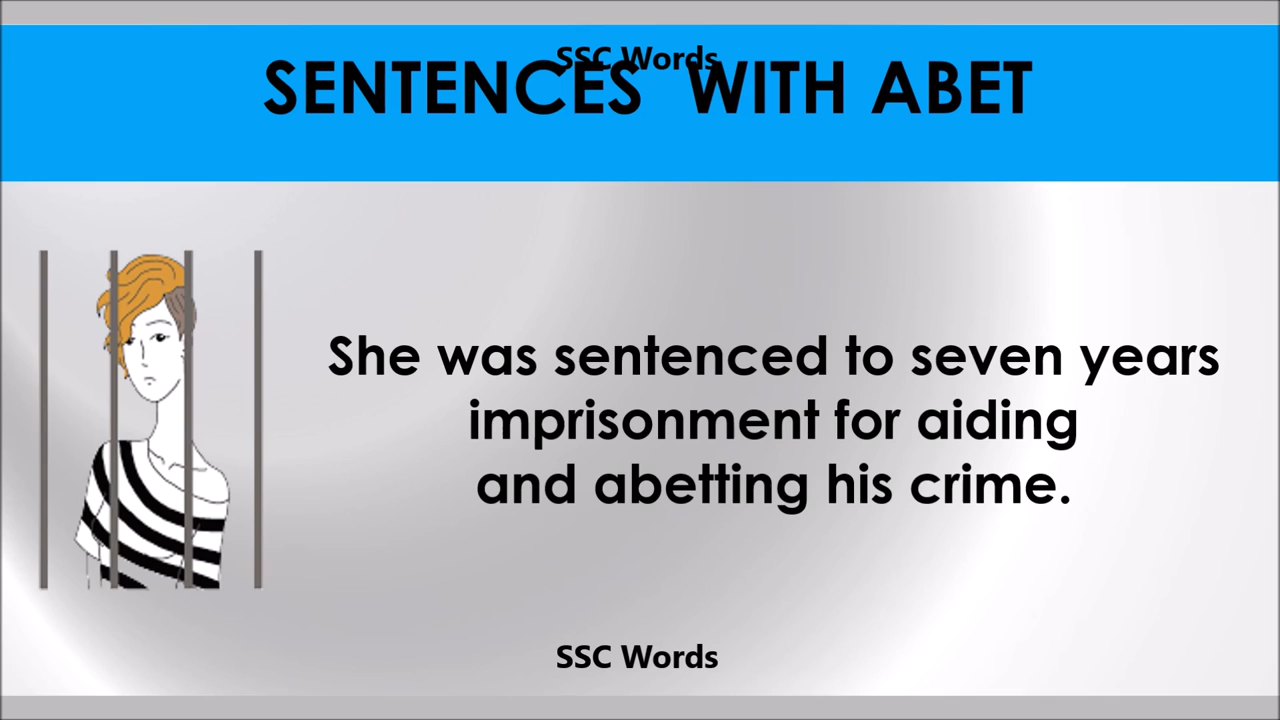 SSC Words
SENTENCES WITH ABET
She was sentenced to seven years
imprisonment for aiding
and abetting his crime.
SSC Words